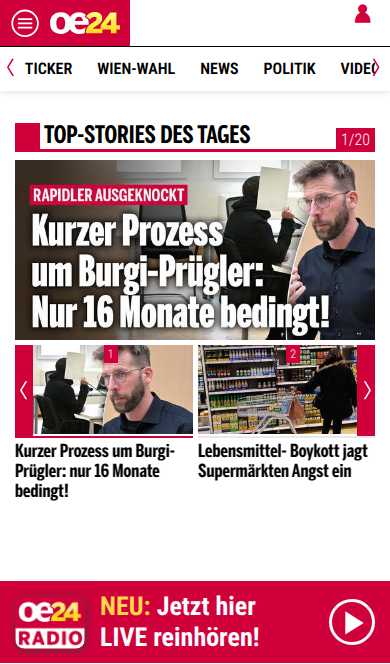 oe24
TICKER WIEN-WAHL NEWS POLITIK VIDEO
TOP-STORIES DES TAGES
1/20
RAPIDLER AUSGEKNOCKT
Kurzer Prozess
um Burgi-Prügler:
Nur 16 Monate bedingt!
1
2
Kurzer Prozess um Burgi-
Prügler: nur 16 Monate
bedingt!
Lebensmittel- Boykott jagt
Supermärkten Angst ein
oe24
RADIO
NEU: Jetzt hier
LIVE reinhören!